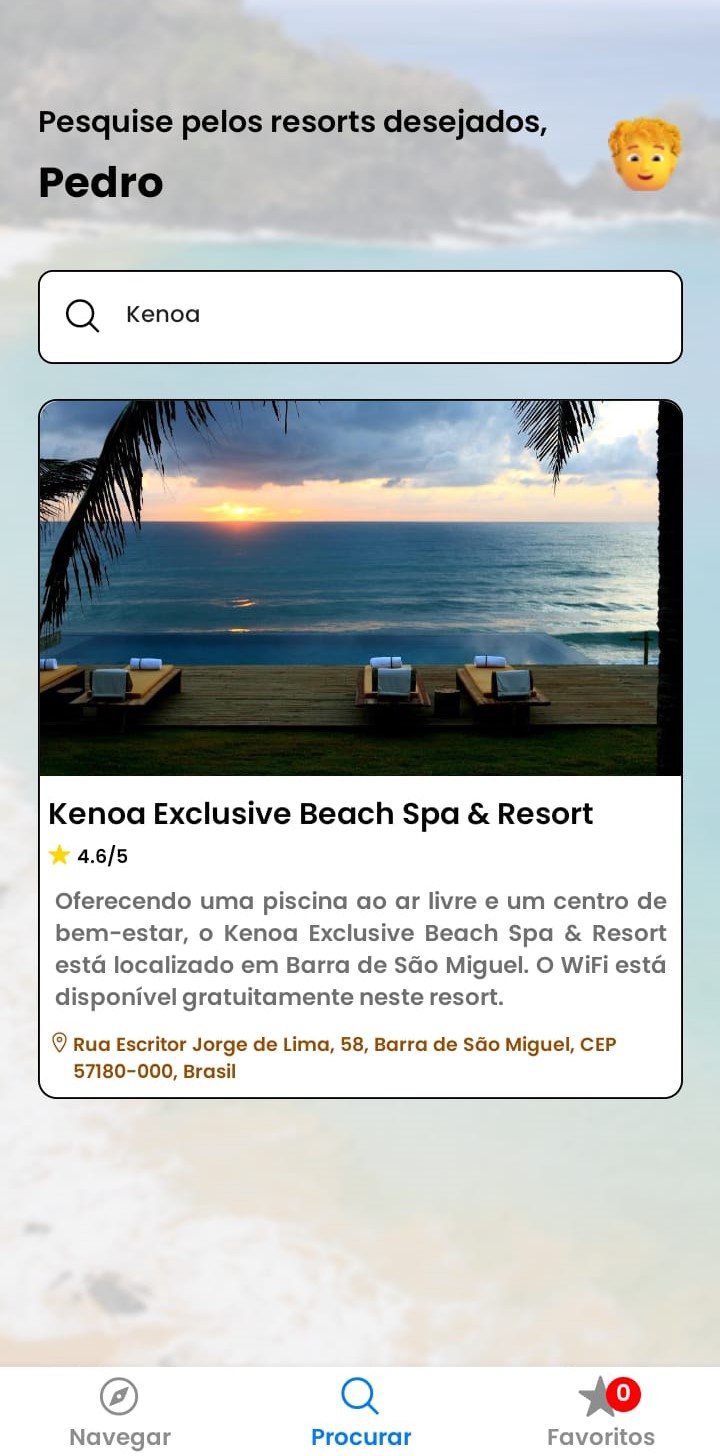 Pesquise pelos resorts desejados,
Pedro
Kenoa
Kenoa Exclusive Beach Spa & Resort
4.6/5
Oferecendo uma piscina ao ar livre e um centro de
bem-estar, o Kenoa Exclusive Beach Spa & Resort
está localizado em Barra de São Miguel. O WiFi está
disponível gratuitamente neste resort.
Rua Escritor Jorge de Lima, 58, Barra de São Miguel, CEP
57180-000, Brasil
0
Navegar Procurar Favoritos